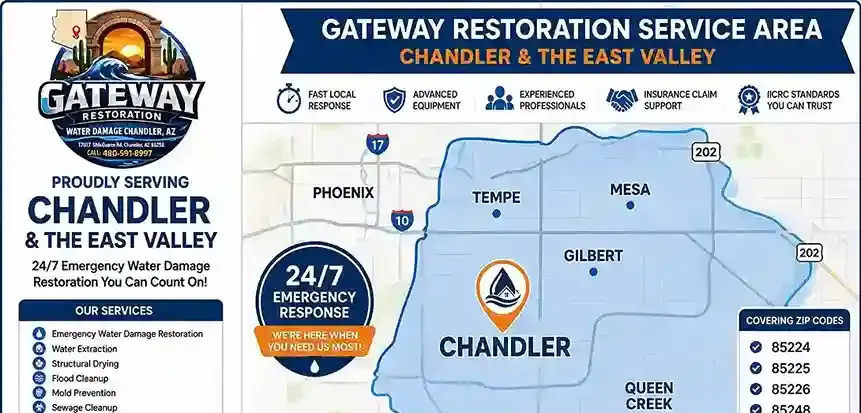 GATEWAY
RESTORATION
WATER DAMAGE CHANDLER, AZ
CALL: 480-591-8997
PROUDLY SERVING
CHANDLER
& THE EAST VALLEY
24/7 Emergency Water Damage
Restoration You Can Count On!
OUR SERVICES
Emergency Water Damage Restoration
Water Extraction
Structural Drying
Flood Cleanup
Mold Prevention
Sewage Cleanup
GATEWAY RESTORATION SERVICE AREA
CHANDLER & THE EAST VALLEY
FAST LOCAL
RESPONSE
ADVANCED
EQUIPMENT
EXPERIENCED
PROFESSIONALS
INSURANCE CLAIM
SUPPORT
IICRC STANDARDS
YOU CAN TRUST
17
202
PHOENIX
TEMPE
MESA
10
GILBERT
202
24/7
EMERGENCY
RESPONSE
WE'RE HERE WHEN
YOU NEED US MOST!
CHANDLER
QUEEN
CREEK
COVERING ZIP CODES
85224
85225
85226
85248